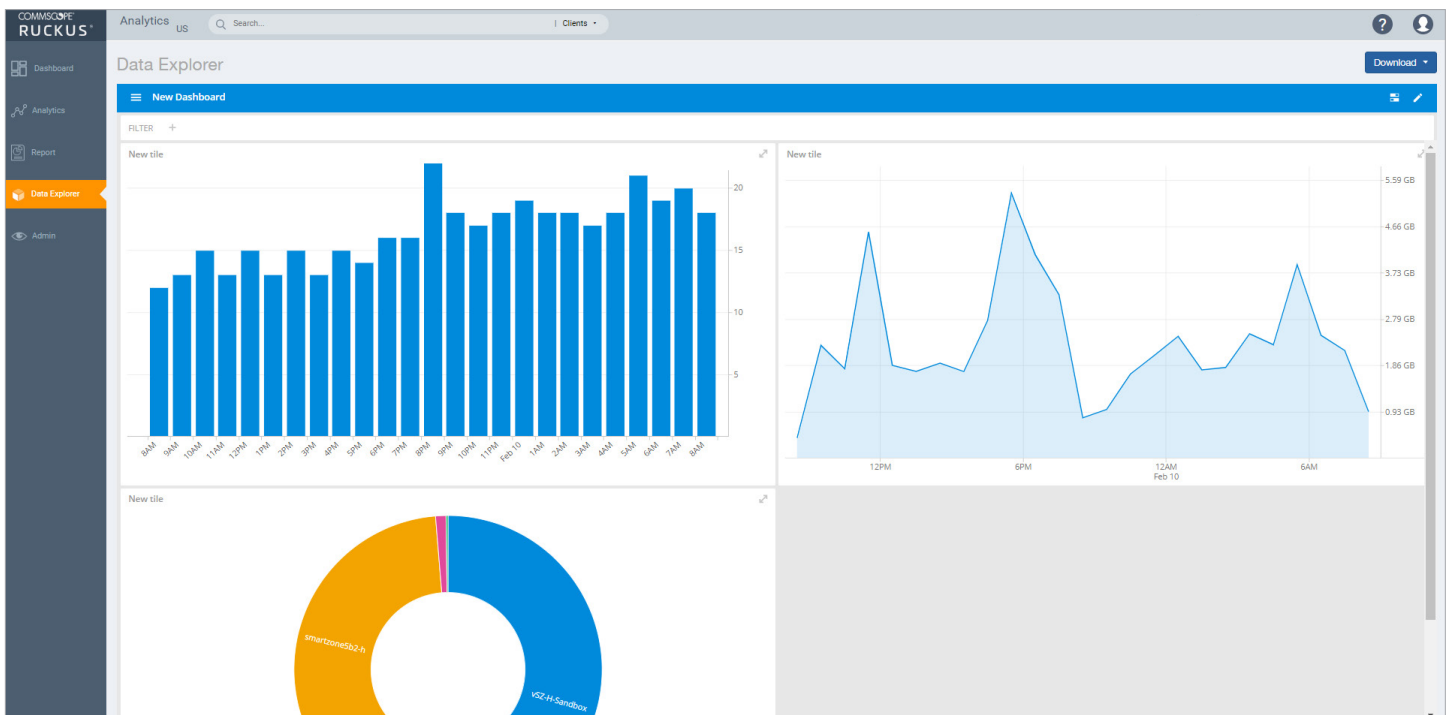 COMMSCOPE®
RUCKUS®
Analytics US
Search...
| Clients
?
Dashboard
Analytics
Report
Data Explorer
Admin
Data Explorer
Download
New Dashboard
FILTER +
New tile
20
15
10
5
8AM 9AM 10AM 11AM 12PM 1PM 2PM 3PM 4PM 5PM 6PM 7PM 8PM 9PM 10PM 11PM Feb 10 1AM 2AM 3AM 4AM 5AM 6AM 7AM 8AM
New tile
5.59 GB
4.66 GB
3.73 GB
2.79 GB
1.86 GB
0.93 GB
12PM 6PM 12AM 6AM
Feb 10
New tile
smartzone5b2-h
vSZ-H-Sandbox